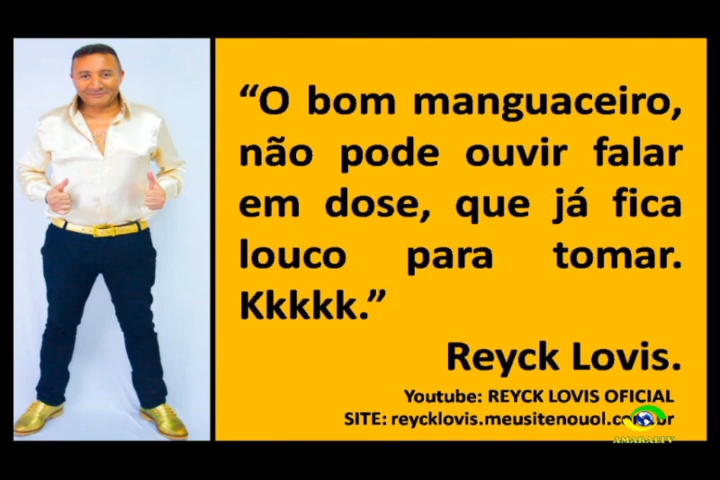 “O bom manguaceiro,
não pode ouvir falar
em dose, que já fica
louco para tomar.
Kkkkk.”
Reyck Lovis.
Youtube: REYCK LOVIS OFICIAL
SITE: reycklovis.meusitenouol.com.br
AMARALTV